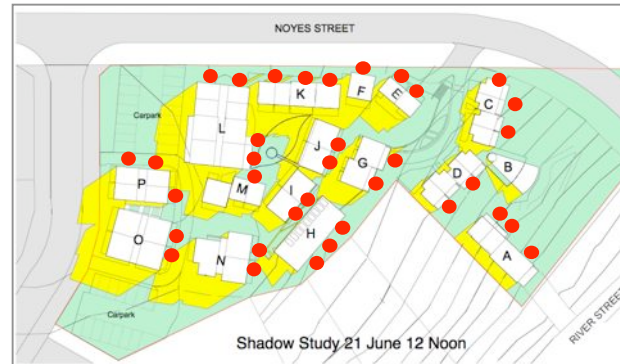 NOYES STREET
K
F
E
C
Carpark
L
J
G
B
D
P
M
I
H
A
O
N
Carpark
RIVER STREET
Shadow Study 21 June 12 Noon